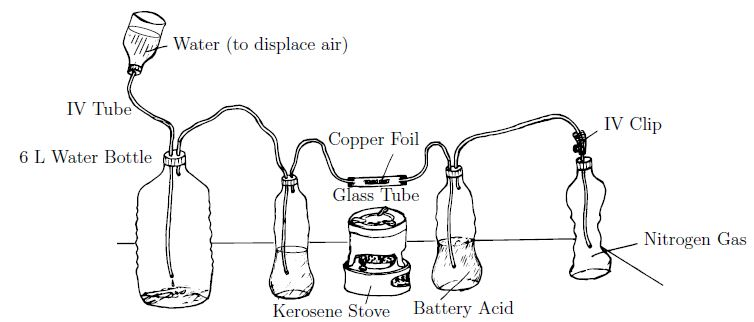 Water (to displace air)
IV Tube
IV Clip
Copper Foil
6 L Water Bottle
Glass Tube
Nitrogen Gas
Kerosene Stove
Battery Acid